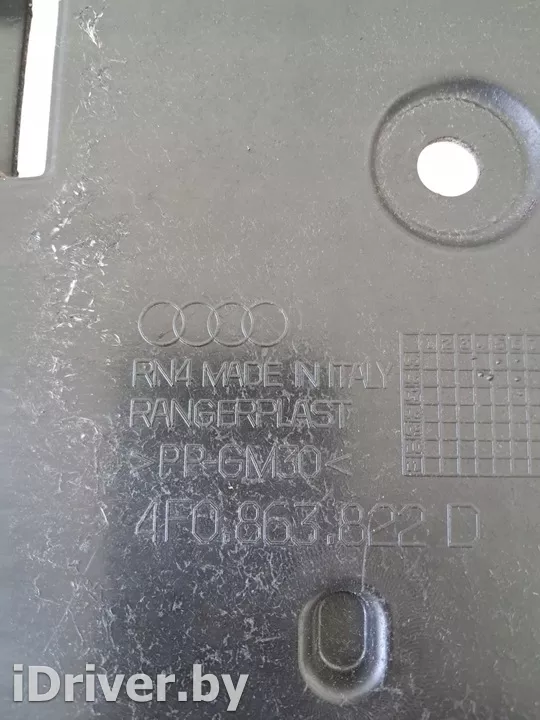 RN4 MADE IN ITALY
RANGERPLAST
>PP-GM30<
4F0.863.822 D
iDriver.by